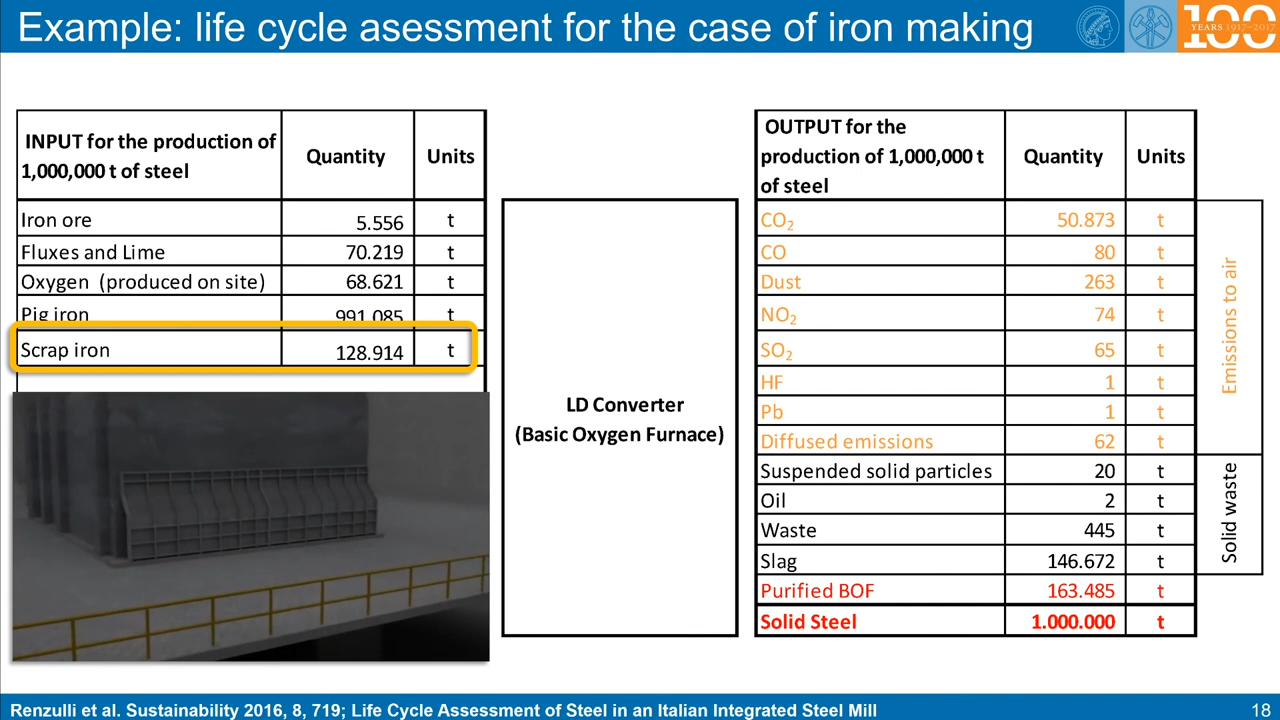 Example: life cycle asessment for the case of iron making
100
YEARS 1917–2017
INPUT for the production of
1,000,000 t of steel
Quantity
Units
Iron ore 5.556 t
Fluxes and Lime 70.219 t
Oxygen (produced on site) 68.621 t
Pig iron 991.085 t
Scrap iron 128.914 t
LD Converter
(Basic Oxygen Furnace)
OUTPUT for the
production of 1,000,000 t
of steel
Quantity
Units
CO₂ 50.873 t
CO 80 t
Dust 263 t
NO₂ 74 t
SO₂ 65 t
HF 1 t
Pb 1 t
Diffused emissions 62 t
Suspended solid particles 20 t
Oil 2 t
Waste 445 t
Slag 146.672 t
Purified BOF 163.485 t
Solid Steel 1.000.000 t
Emissions to air
Solid waste
Renzulli et al. Sustainability 2016, 8, 719; Life Cycle Assessment of Steel in an Italian Integrated Steel Mill
18